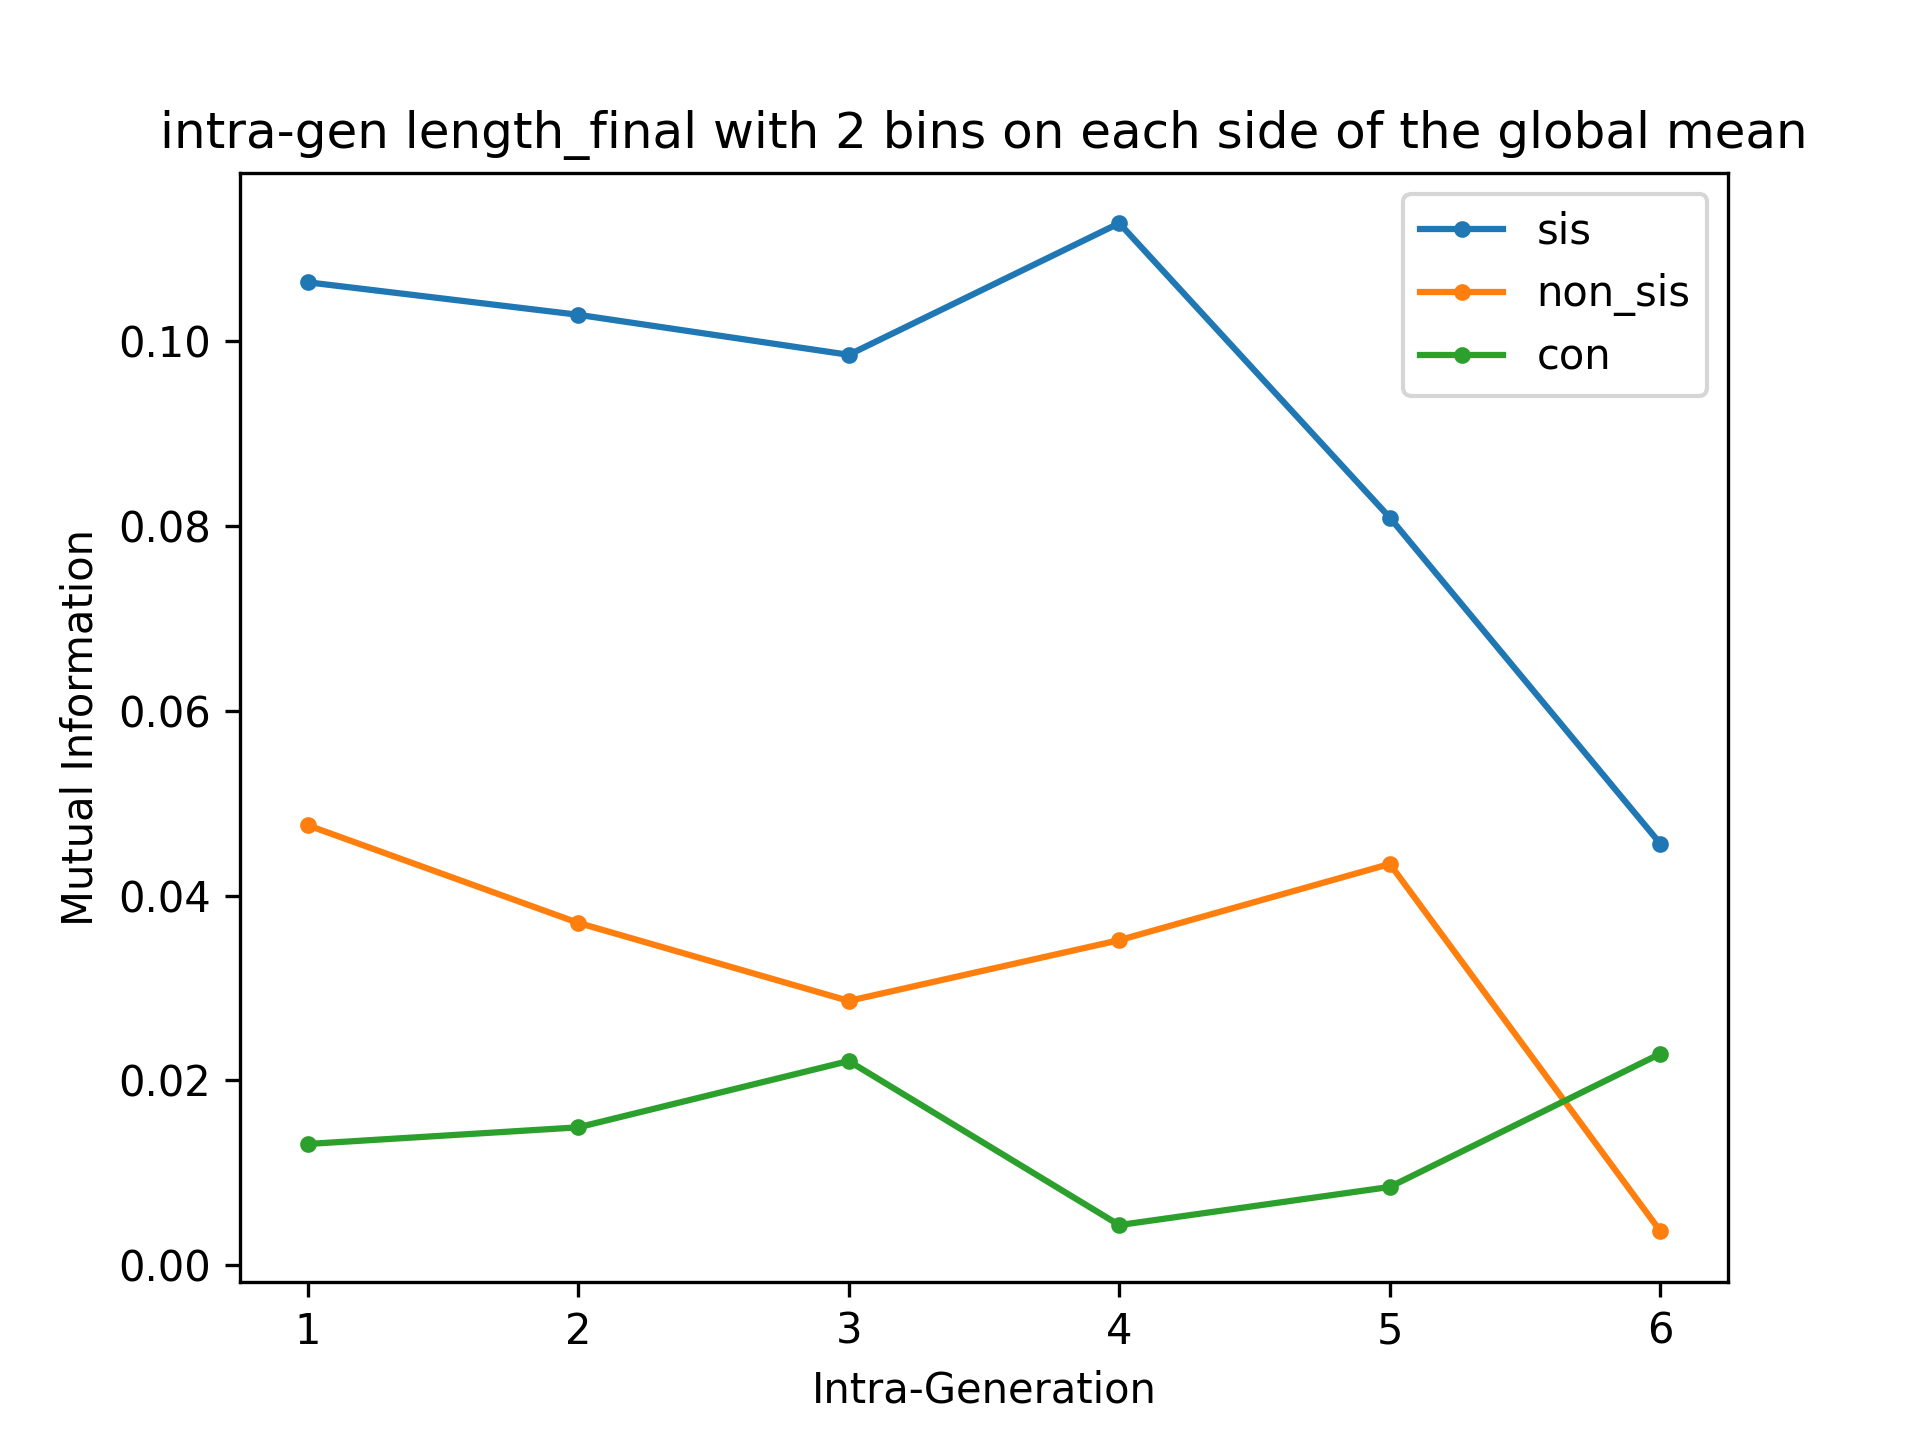 intra-gen length_final with 2 bins on each side of the global mean
sis
non_sis
con
0.10
0.08
0.06
0.04
0.02
0.00
Mutual Information
1 2 3 4 5 6
Intra-Generation